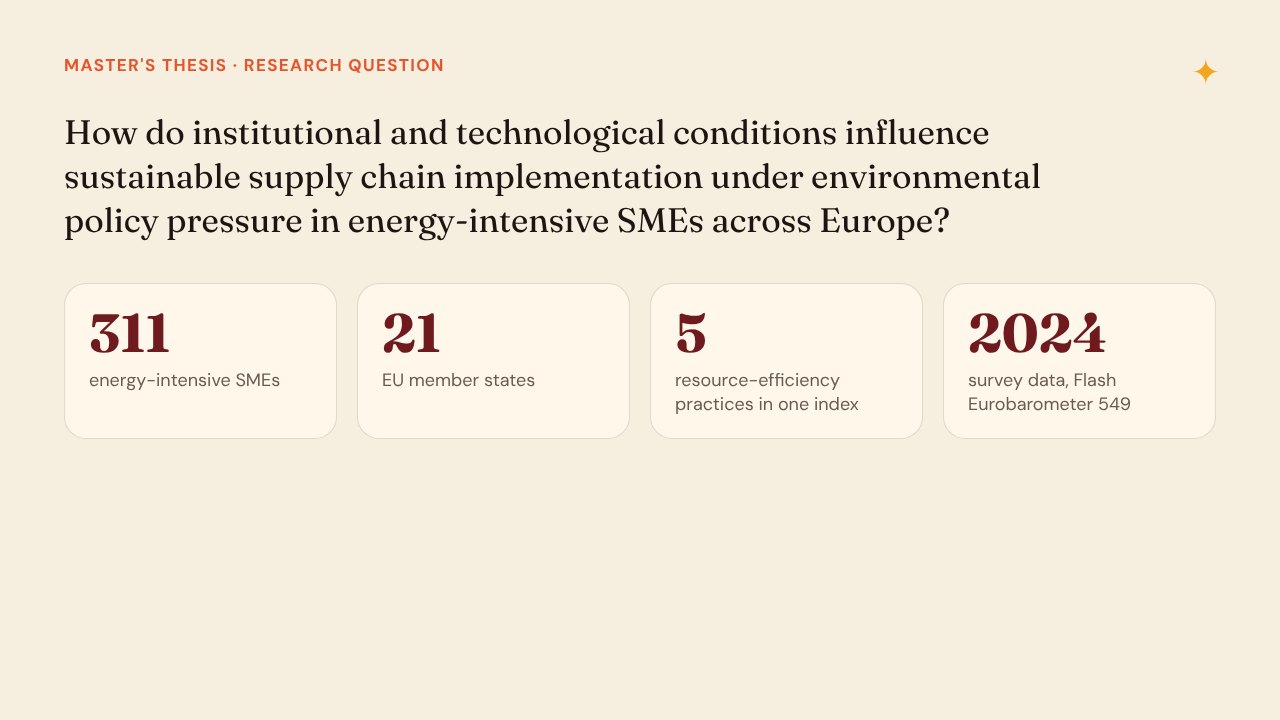 MASTER'S THESIS · RESEARCH QUESTION
How do institutional and technological conditions influence
sustainable supply chain implementation under environmental
policy pressure in energy-intensive SMEs across Europe?
311
energy-intensive SMEs
21
EU member states
5
resource-efficiency
practices in one index
2024
survey data, Flash
Eurobarometer 549